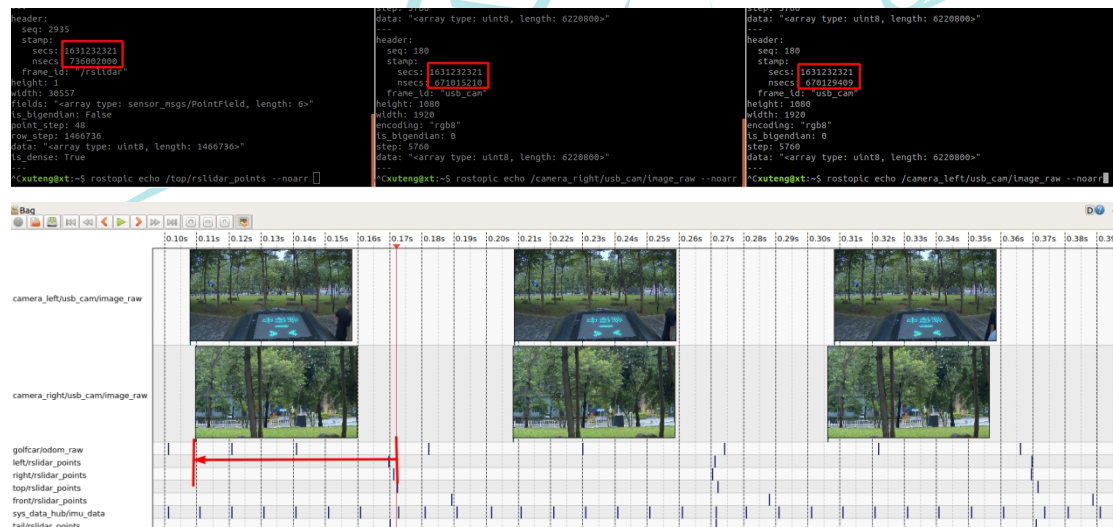 ---
header:
seq: 2935
stamp:
secs: 1631232321
nsecs: 736002000
frame_id: "/rslidar"
height: 1
width: 30557
fields: "<array type: sensor_msgs/PointField, length: 6>"
is_bigendian: False
point_step: 48
row_step: 1466736
data: "<array type: uint8, length: 1466736>"
is_dense: True
---
^Cxuteng@xt:~$ rostopic echo /top/rslidar_points --noarr
step: 5760
data: "<array type: uint8, length: 6220800>"
---
header:
seq: 180
stamp:
secs: 1631232321
nsecs: 671015210
frame_id: "usb_cam"
height: 1080
width: 1920
encoding: "rgb8"
is_bigendian: 0
step: 5760
data: "<array type: uint8, length: 6220800>"
---
^Cxuteng@xt:~$ rostopic echo /camera_right/usb_cam/image_raw --noarr
step: 5760
data: "<array type: uint8, length: 6220800>"
---
header:
seq: 180
stamp:
secs: 1631232321
nsecs: 670129409
frame_id: "usb_cam"
height: 1080
width: 1920
encoding: "rgb8"
is_bigendian: 0
step: 5760
data: "<array type: uint8, length: 6220800>"
---
^Cxuteng@xt:~$ rostopic echo /camera_left/usb_cam/image_raw --noarr
Bag
D
0.10s 0.11s 0.12s 0.13s 0.14s 0.15s 0.16s 0.17s 0.18s 0.19s 0.20s 0.21s 0.22s 0.23s 0.24s 0.25s 0.26s 0.27s 0.28s 0.29s 0.30s 0.31s 0.32s 0.33s 0.34s 0.35s 0.36s 0.37s 0.38s 0.39
camera_left/usb_cam/image_raw
camera_right/usb_cam/image_raw
golfcar/odom_raw
left/rslidar_points
right/rslidar_points
top/rslidar_points
front/rslidar_points
sys_data_hub/imu_data
tail/rslidar_points